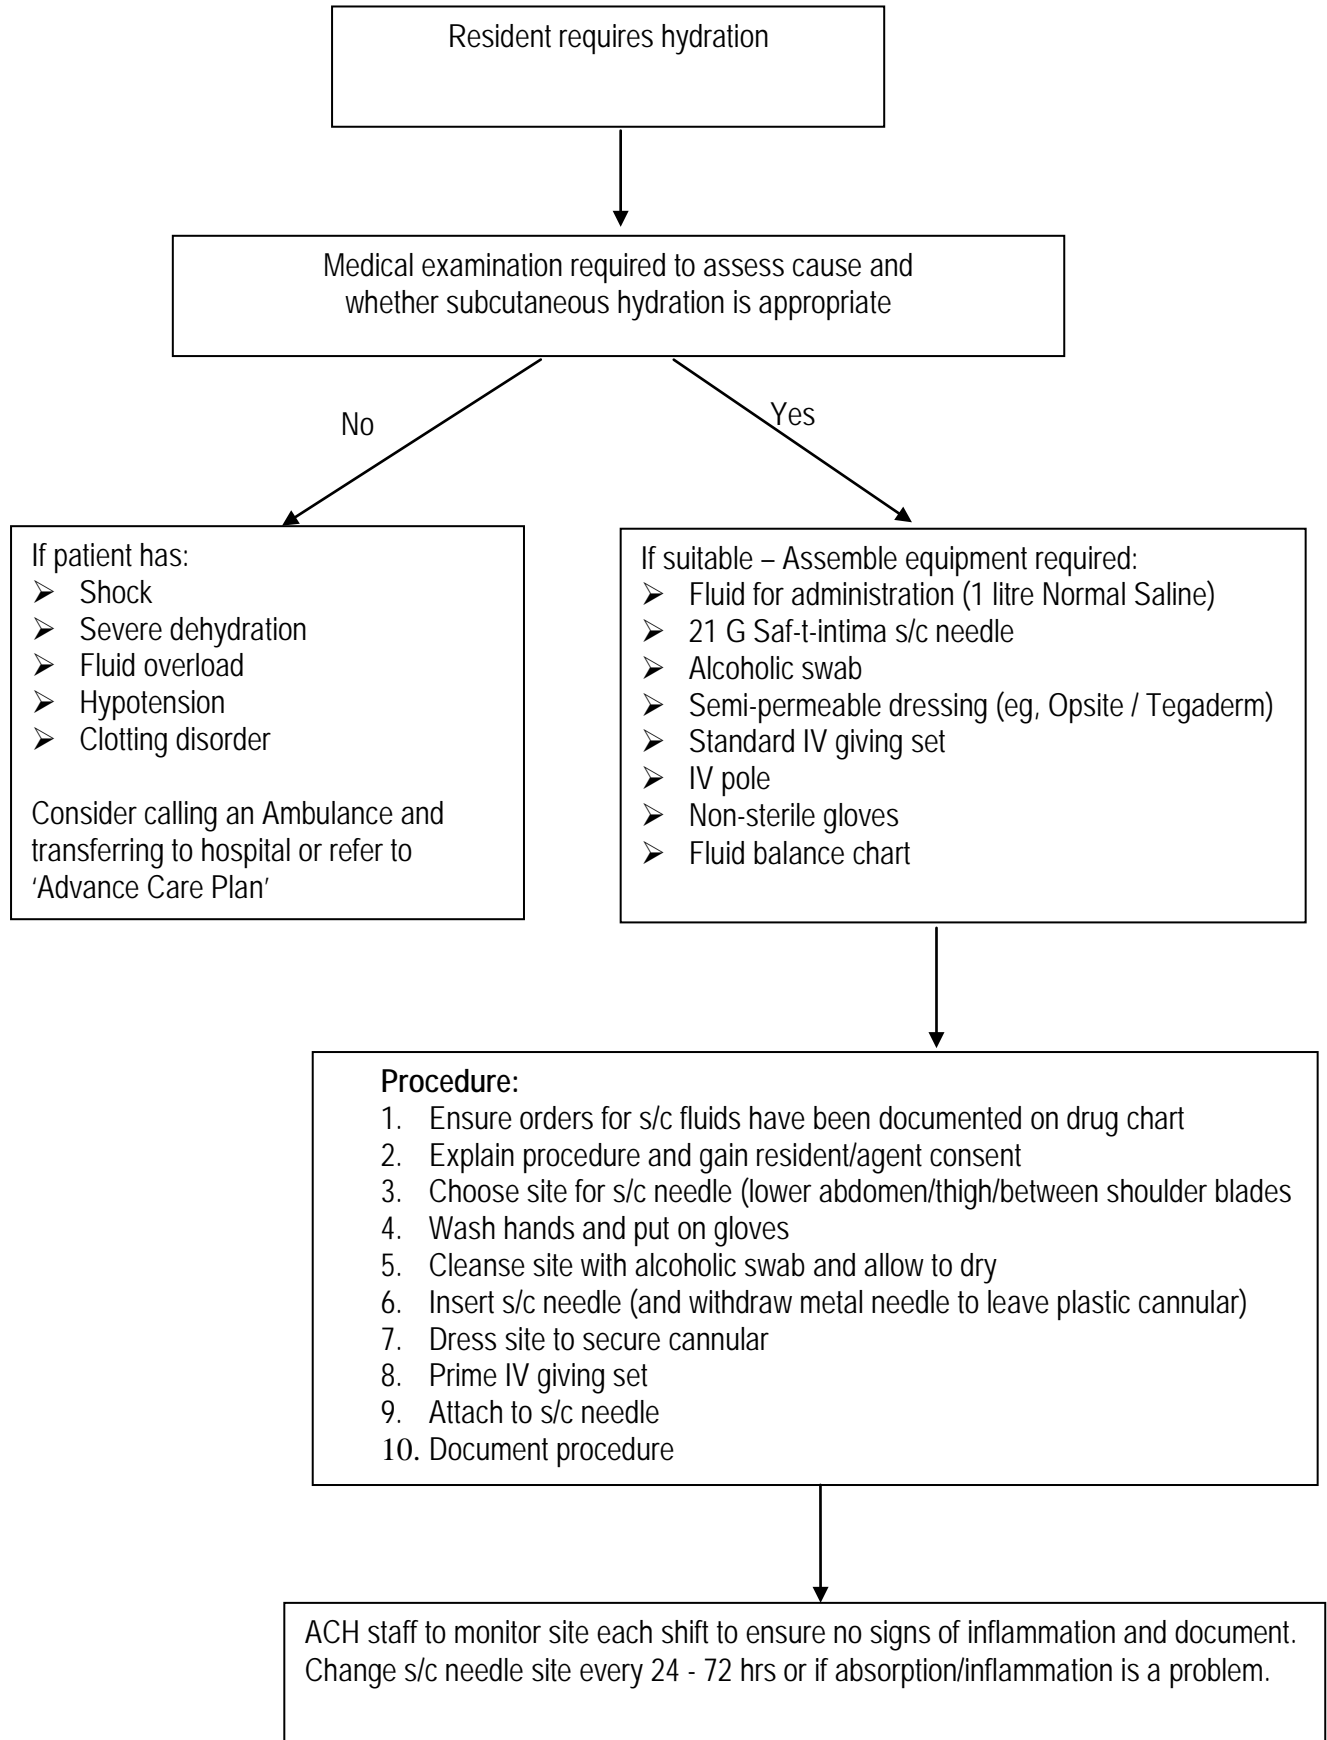 Resident requires hydration
Medical examination required to assess cause and
whether subcutaneous hydration is appropriate
No
Yes
If patient has:
➢ Shock
➢ Severe dehydration
➢ Fluid overload
➢ Hypotension
➢ Clotting disorder
Consider calling an Ambulance and
transferring to hospital or refer to
‘Advance Care Plan’
If suitable – Assemble equipment required:
➢ Fluid for administration (1 litre Normal Saline)
➢ 21 G Saf-t-intima s/c needle
➢ Alcoholic swab
➢ Semi-permeable dressing (eg, Opsite / Tegaderm)
➢ Standard IV giving set
➢ IV pole
➢ Non-sterile gloves
➢ Fluid balance chart
Procedure:
1. Ensure orders for s/c fluids have been documented on drug chart
2. Explain procedure and gain resident/agent consent
3. Choose site for s/c needle (lower abdomen/thigh/between shoulder blades
4. Wash hands and put on gloves
5. Cleanse site with alcoholic swab and allow to dry
6. Insert s/c needle (and withdraw metal needle to leave plastic cannular)
7. Dress site to secure cannular
8. Prime IV giving set
9. Attach to s/c needle
10. Document procedure
ACH staff to monitor site each shift to ensure no signs of inflammation and document.
Change s/c needle site every 24 - 72 hrs or if absorption/inflammation is a problem.